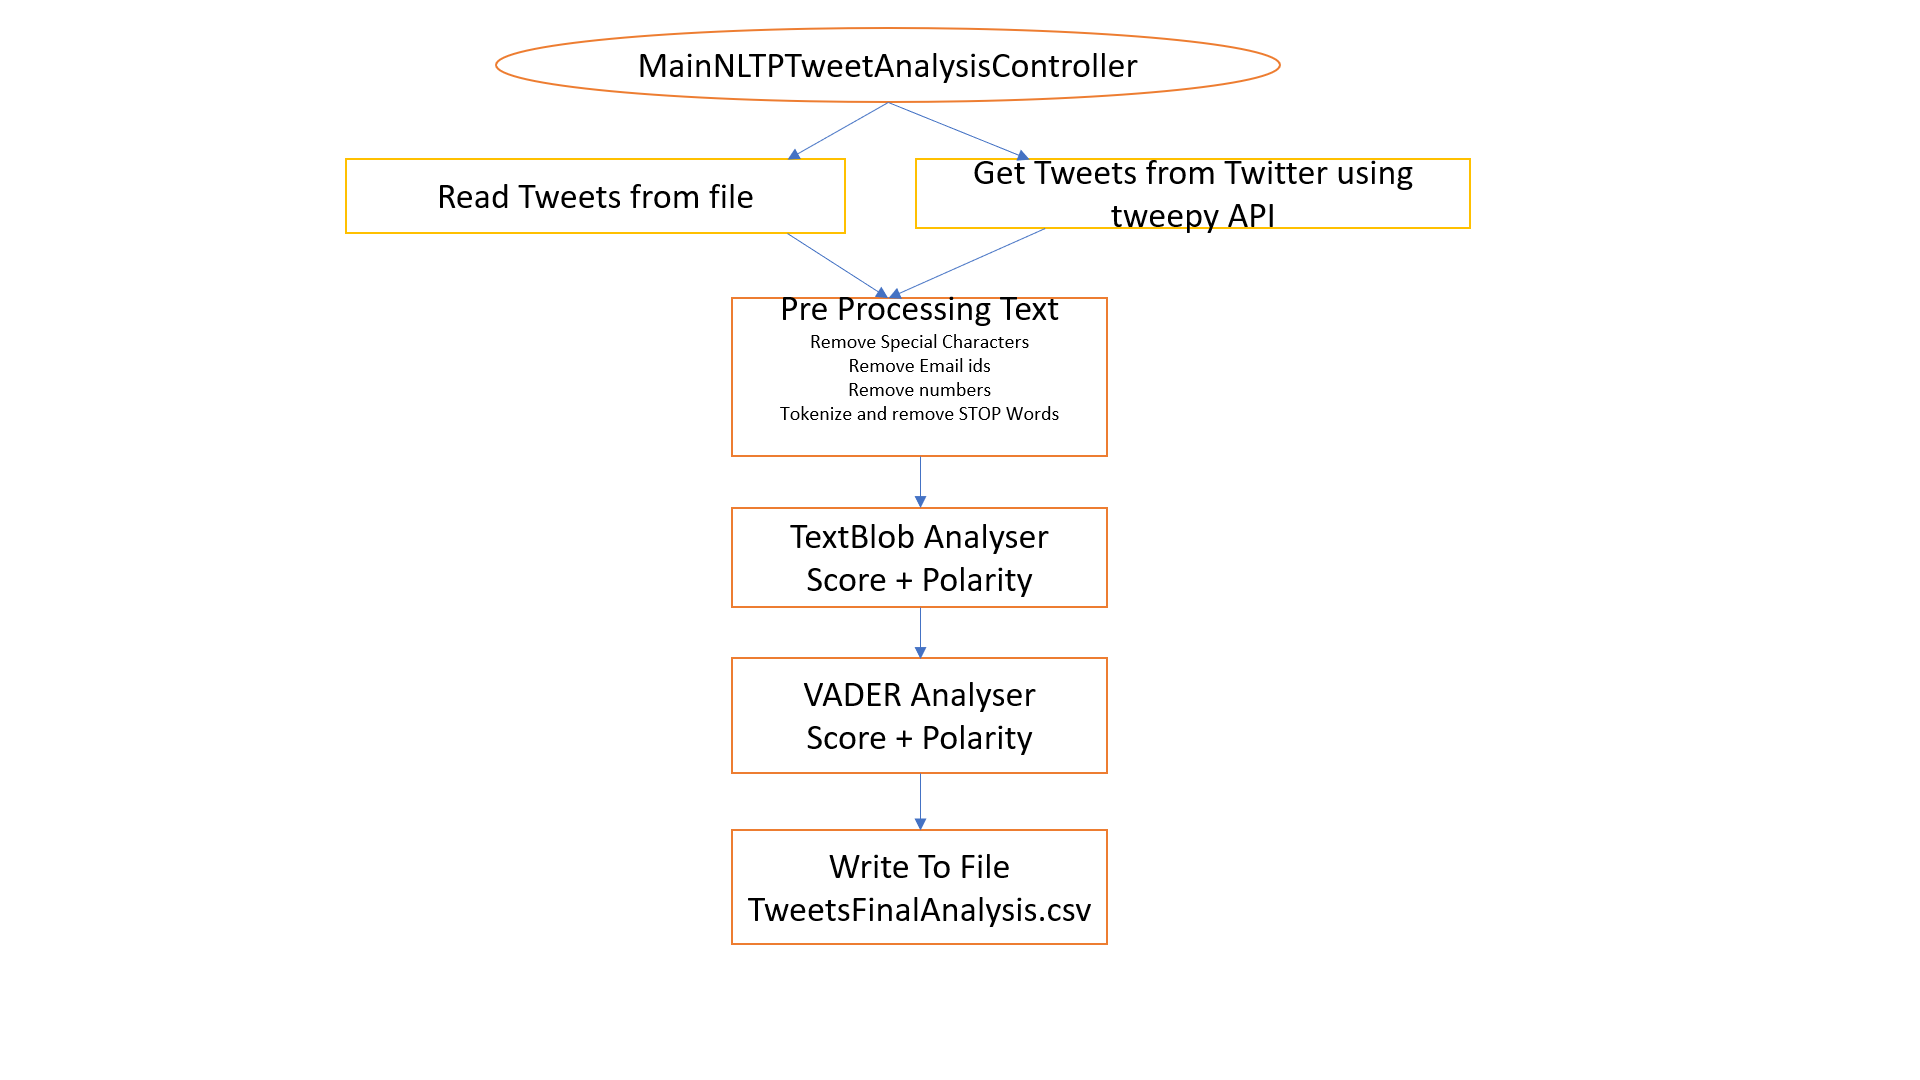 MainNLTPTweetAnalysisController
Read Tweets from file
Get Tweets from Twitter using
tweepy API
Pre Processing Text
Remove Special Characters
Remove Email ids
Remove numbers
Tokenize and remove STOP Words
TextBlob Analyser
Score + Polarity
VADER Analyser
Score + Polarity
Write To File
TweetsFinalAnalysis.csv